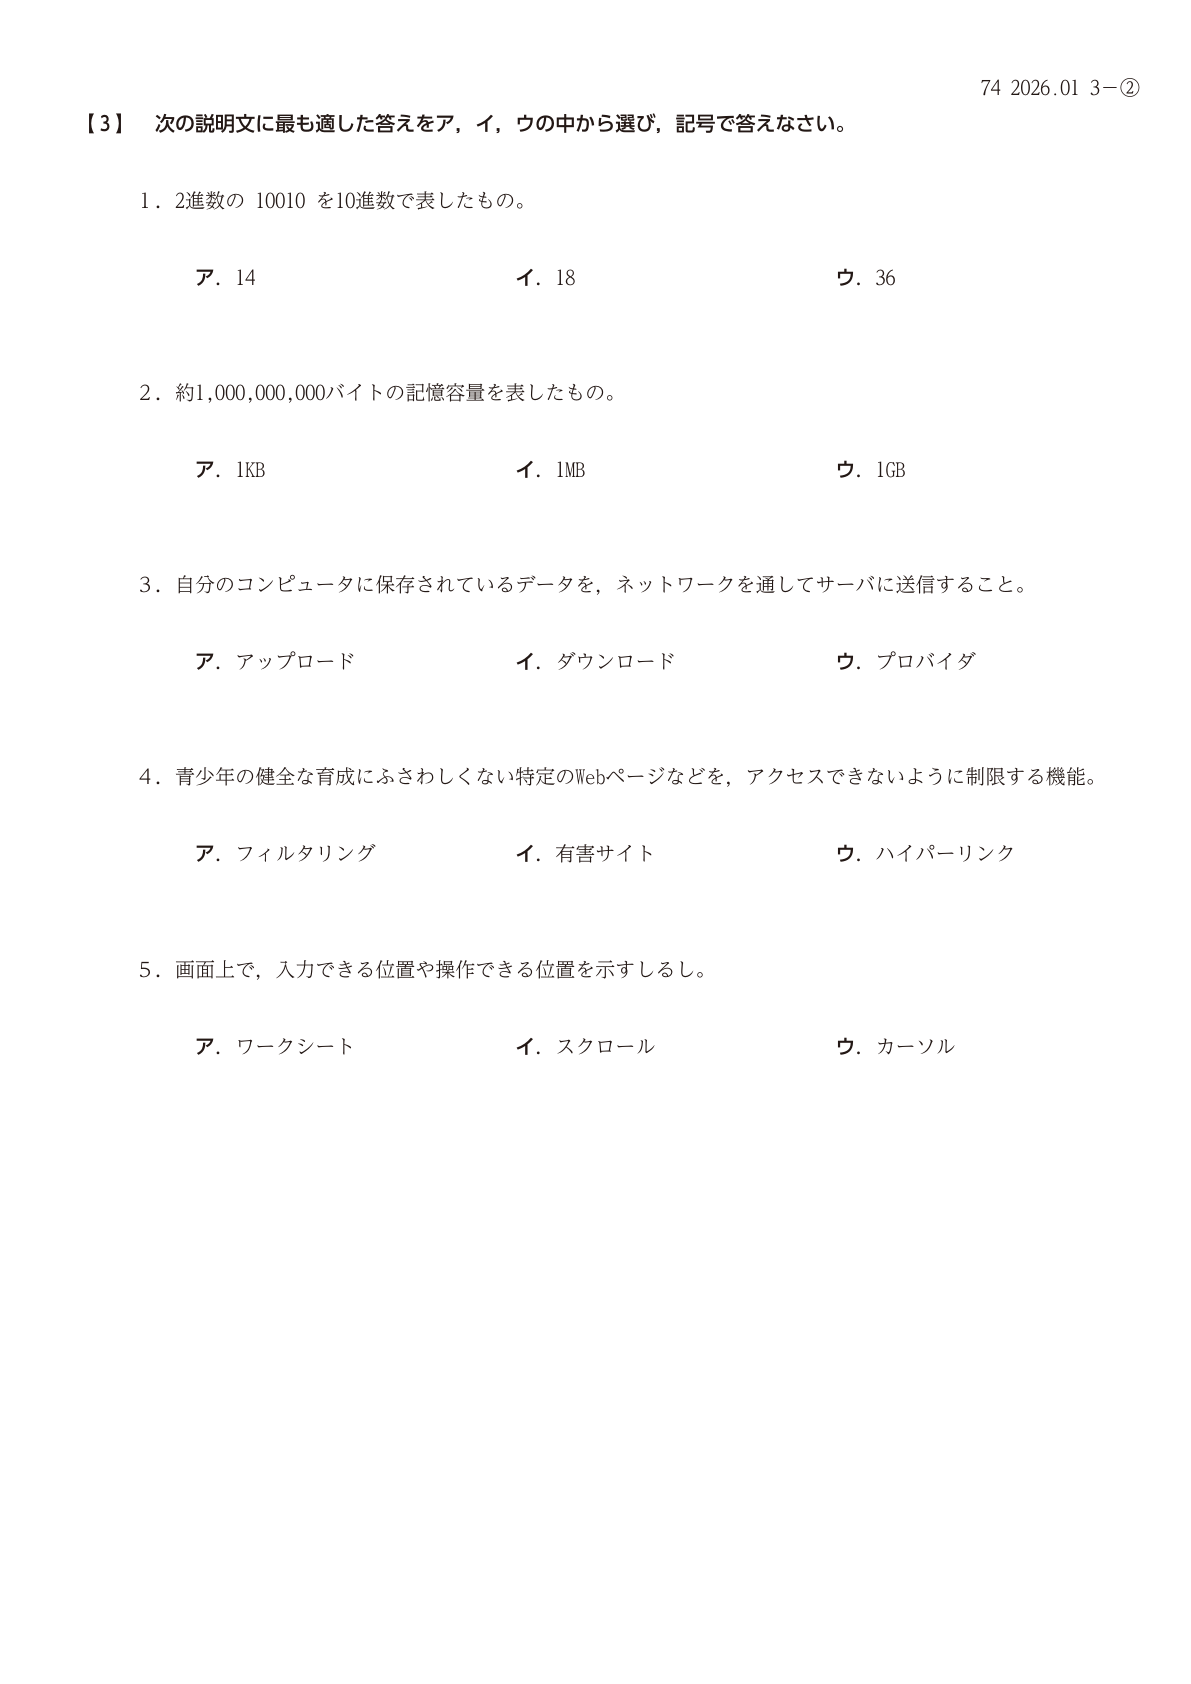 74 2026.01 3－②
【3】 次の説明文に最も適した答えをア，イ，ウの中から選び，記号で答えなさい。
１．2進数の 10010 を10進数で表したもの。
ア．14 イ．18 ウ．36
２．約1,000,000,000バイトの記憶容量を表したもの。
ア．1KB イ．1MB ウ．1GB
３．自分のコンピュータに保存されているデータを，ネットワークを通してサーバに送信すること。
ア．アップロード イ．ダウンロード ウ．プロバイダ
４．青少年の健全な育成にふさわしくない特定のWebページなどを，アクセスできないように制限する機能。
ア．フィルタリング イ．有害サイト ウ．ハイパーリンク
５．画面上で，入力できる位置や操作できる位置を示すしるし。
ア．ワークシート イ．スクロール ウ．カーソル